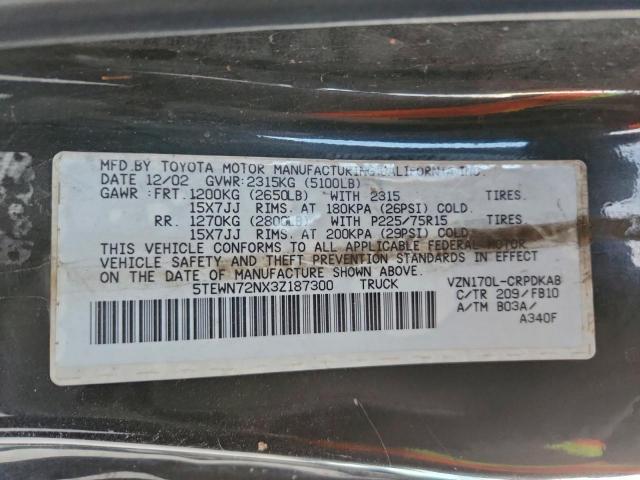 MFD.BY TOYOTA MOTOR MANUFACTURING CALIFORNIA INC.
DATE 12/02 GVWR:2315KG (5100LB)
GAWR : FRT. 1200KG (2650LB) WITH 2315 TIRES.
15X7JJ RIMS. AT 180KPA (26PSI) COLD.
RR. 1270KG (2800LB) WITH P225/75R15 TIRES.
15X7JJ RIMS. AT 200KPA (29PSI) COLD.
THIS VEHICLE CONFORMS TO ALL APPLICABLE FEDERAL MOTOR
VEHICLE SAFETY AND THEFT PREVENTION STANDARDS IN EFFECT
ON THE DATE OF MANUFACTURE SHOWN ABOVE.
5TEWN72NX3Z187300 TRUCK
VZN170L-CRPDKAB
C/TR 209/FB10
A/TM B03A/
A340F